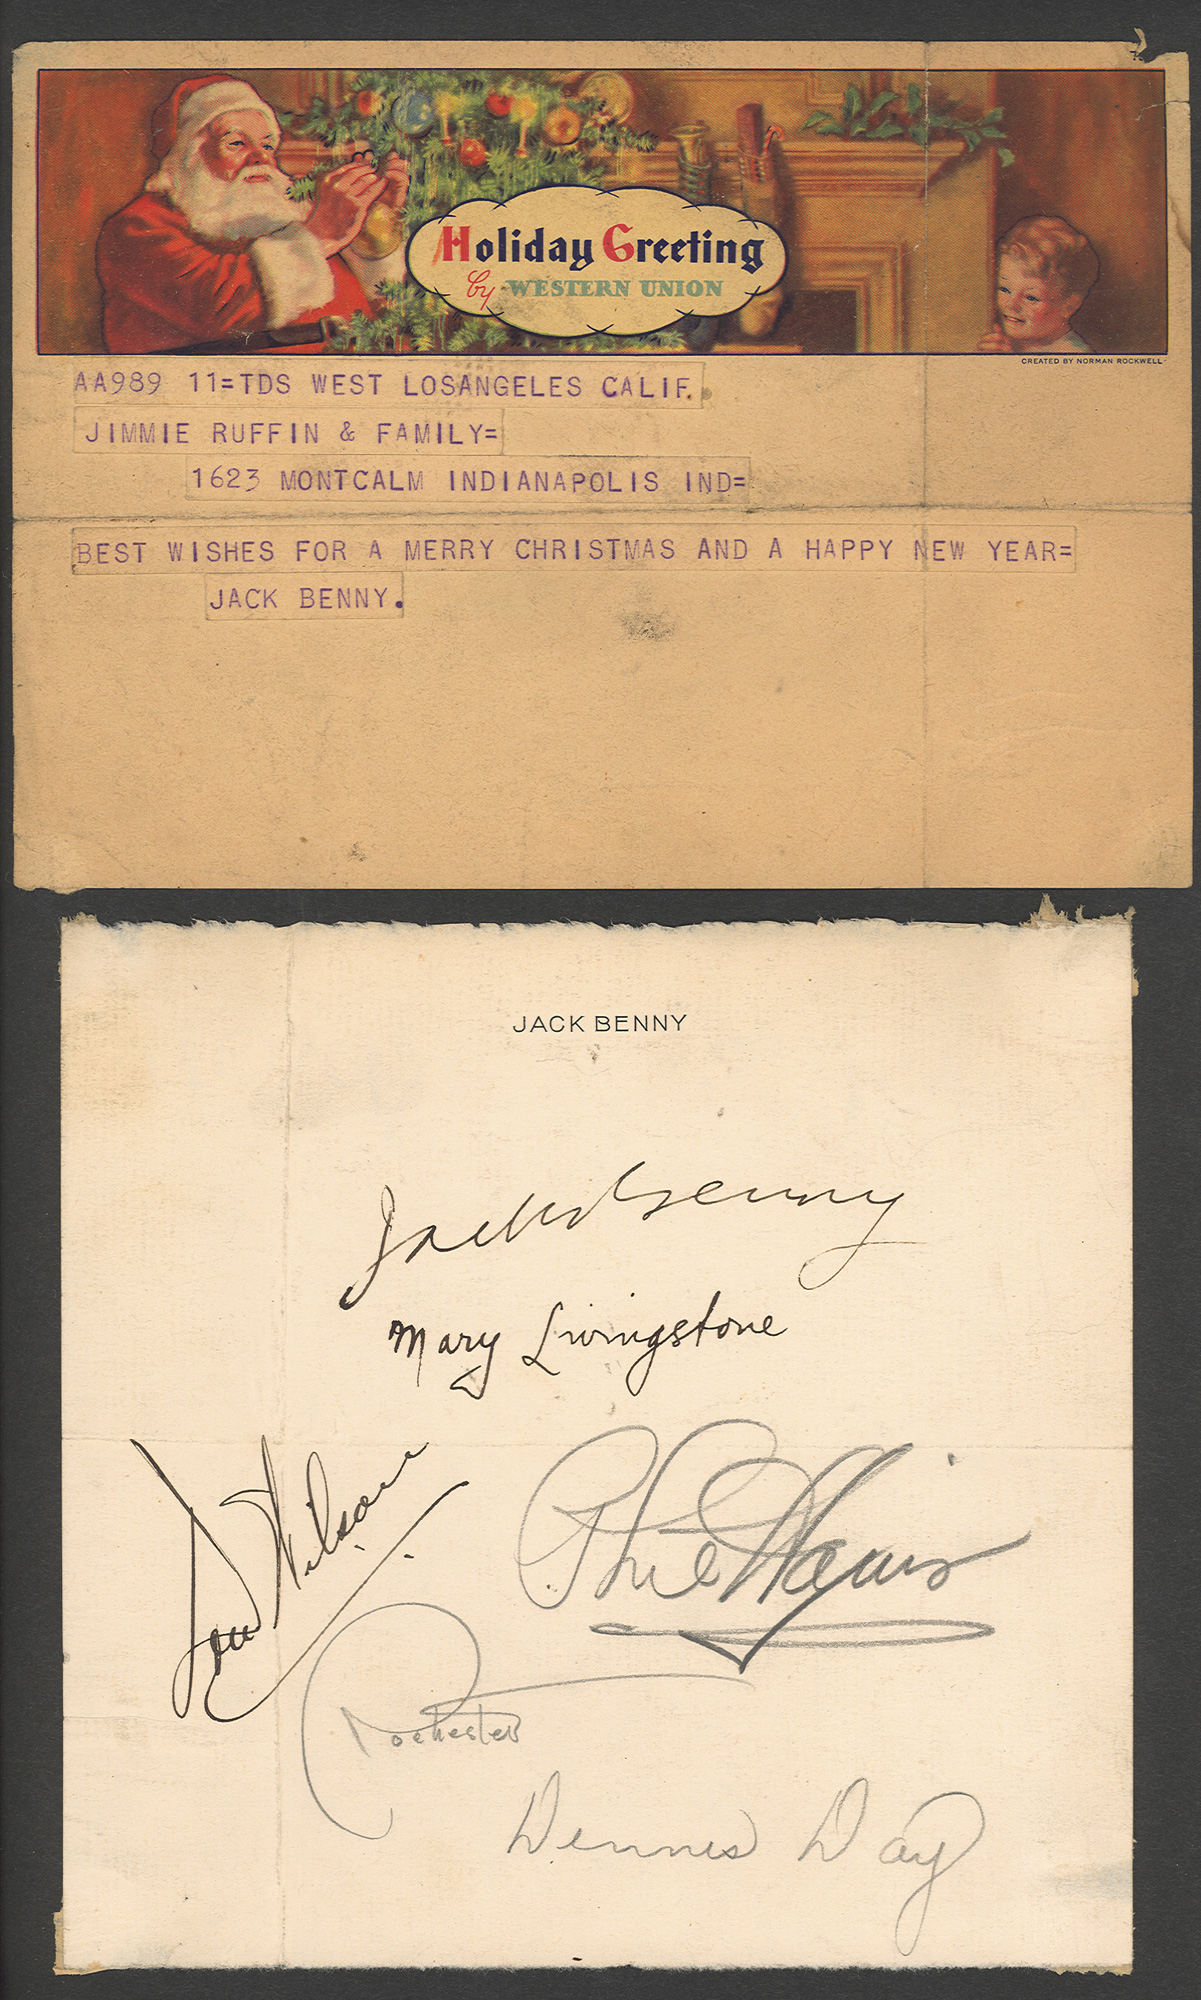 Holiday Greeting
by WESTERN UNION
CREATED BY NORMAN ROCKWELL
AA989 11=TDS WEST LOSANGELES CALIF.
JIMMIE RUFFIN & FAMILY=
1623 MONTCALM INDIANAPOLIS IND=
BEST WISHES FOR A MERRY CHRISTMAS AND A HAPPY NEW YEAR=
JACK BENNY.
JACK BENNY
Jack Benny
Mary Livingstone
Don Wilson
Phil Harris
Rochester
Dennis Day